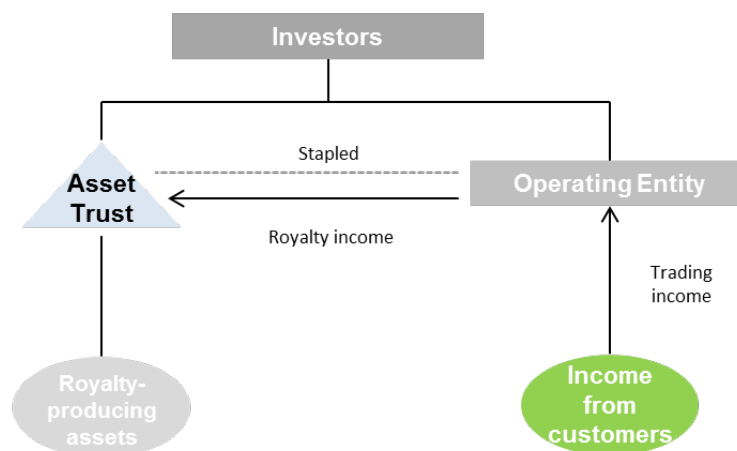 Investors
Stapled
Asset
Trust
Operating Entity
Royalty income
Trading
income
Royalty-
producing
assets
Income
from
customers